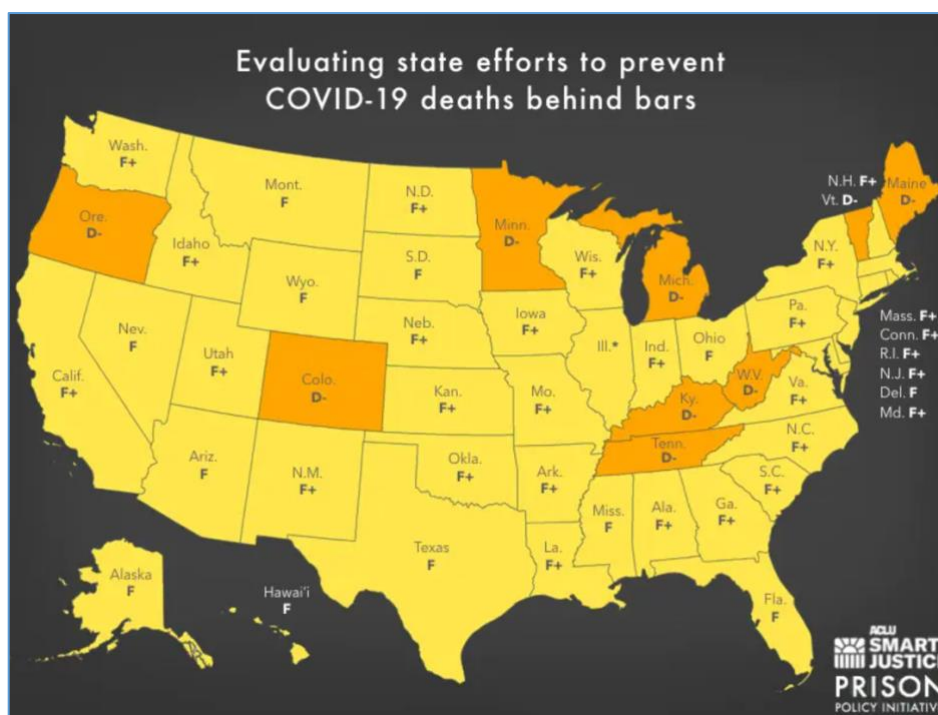 Evaluating state efforts to prevent
COVID-19 deaths behind bars
Wash.
F+
Mont.
F
N.D.
F+
Minn.
D-
N.H. F+
Vt. D-
Maine
D-
Ore.
D-
Idaho
F+
S.D.
F
Wis.
F+
Mich.
D-
N.Y.
F+
Wyo.
F
Iowa
F+
Pa.
F+
Mass. F+
Conn. F+
R.I. F+
N.J. F+
Del. F
Md. F+
Nev.
F
Utah
F+
Neb.
F+
Ill.*
Ind.
F+
Ohio
F
Calif.
F+
Colo.
D-
Kan.
F+
Mo.
F+
Ky.
D-
W.V.
D-
Va.
F+
Tenn.
D-
N.C.
F+
Ariz.
F
N.M.
F+
Okla.
F+
Ark.
F+
S.C.
F+
Miss.
F
Ala.
F+
Ga.
F+
Texas
F
La.
F+
Alaska
F
Hawai'i
F
Fla.
F
ACLU
SMART
JUSTICE
PRISON
POLICY INITIATIVE